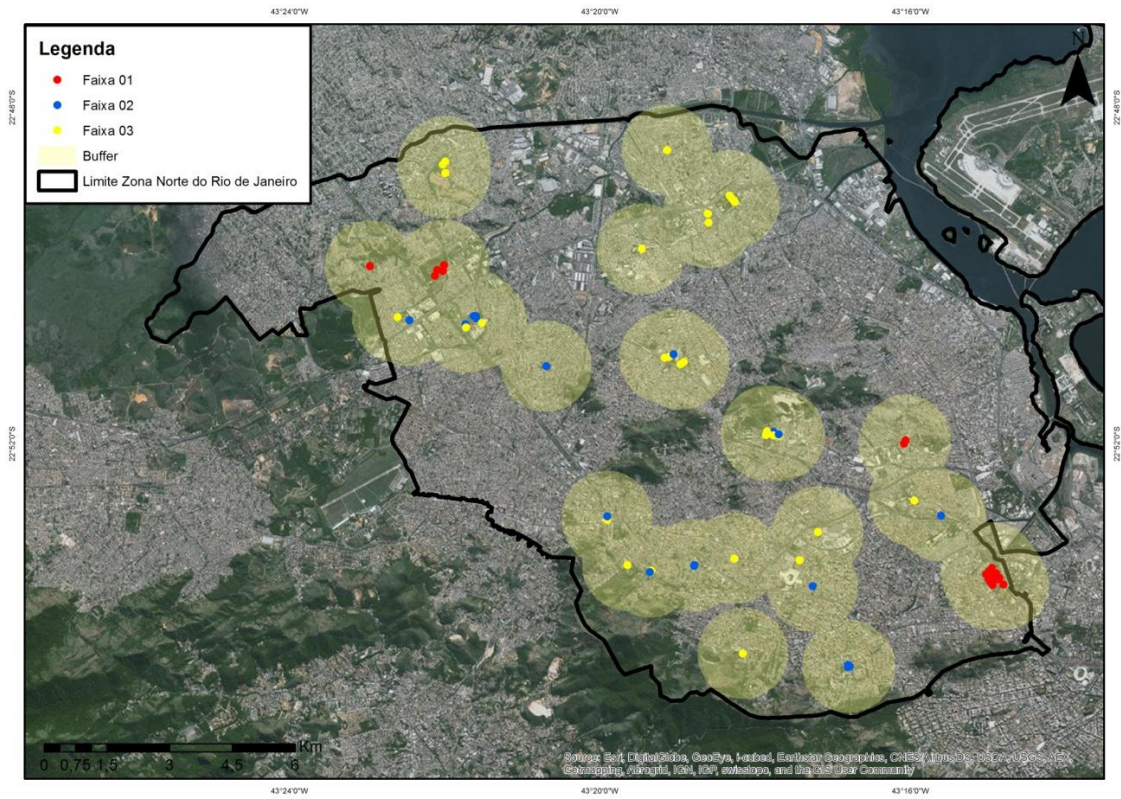 43°24'0"W 43°20'0"W 43°16'0"W
N
Legenda
Faixa 01
Faixa 02
Faixa 03
Buffer
Limite Zona Norte do Rio de Janeiro
22°48'0"S 22°48'0"S
22°52'0"S 22°52'0"S
Km
0 0,75 1,5 3 4,5 6
Source: Esri, DigitalGlobe, GeoEye, i-cubed, Earthstar Geographics, CNES/Airbus DS, USDA, USGS, AEX,
Getmapping, Aerogrid, IGN, IGP, swisstopo, and the GIS User Community
43°24'0"W 43°20'0"W 43°16'0"W